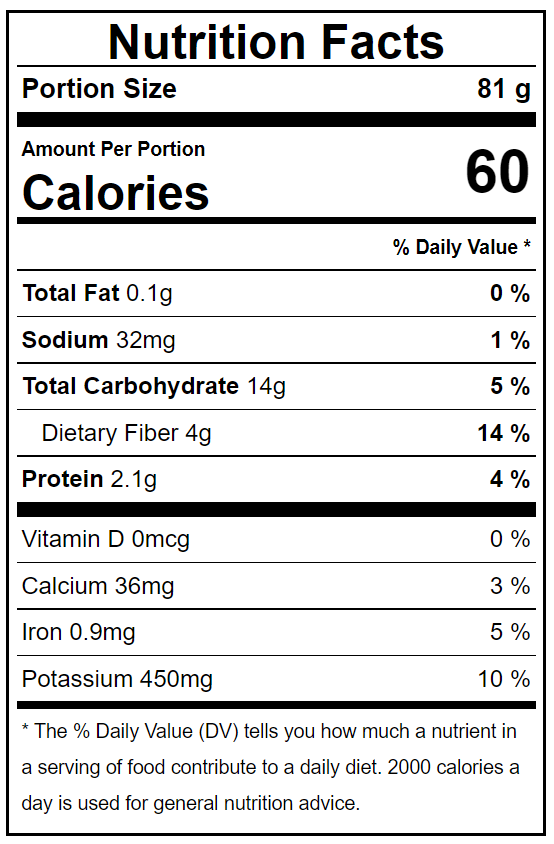 Nutrition Facts
Portion Size 81 g
Amount Per Portion
Calories 60
% Daily Value *
Total Fat 0.1g 0 %
Sodium 32mg 1 %
Total Carbohydrate 14g 5 %
Dietary Fiber 4g 14 %
Protein 2.1g 4 %
Vitamin D 0mcg 0 %
Calcium 36mg 3 %
Iron 0.9mg 5 %
Potassium 450mg 10 %
* The % Daily Value (DV) tells you how much a nutrient in
a serving of food contribute to a daily diet. 2000 calories a
day is used for general nutrition advice.